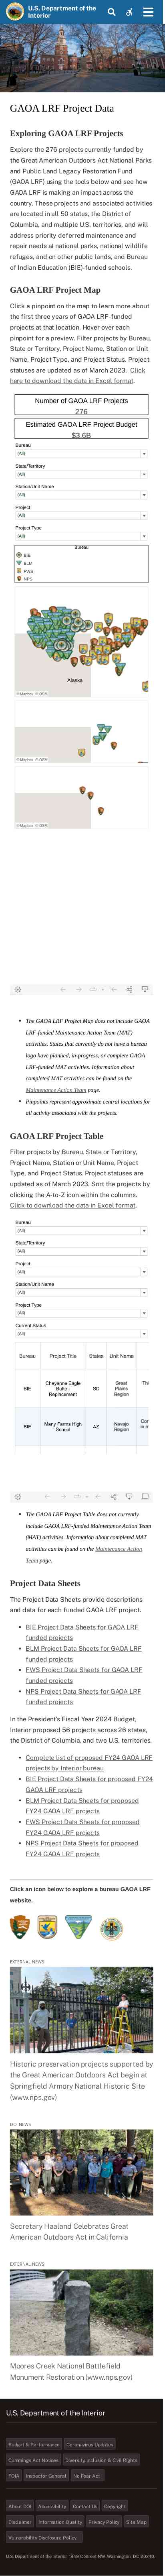 U.S. Department of the
Interior
GAOA LRF Project Data
Exploring GAOA LRF Projects
Explore the 276 projects currently funded by
the Great American Outdoors Act National Parks
and Public Land Legacy Restoration Fund
(GAOA LRF) using the tools below and see how
GAOA LRF is making an impact across the
country. These projects and associated activities
are located in all 50 states, the District of
Columbia, and multiple U.S. territories, and will
address priority deferred maintenance and
repair needs at national parks, national wildlife
refuges, and on other public lands, and Bureau
of Indian Education (BIE)-funded schools.
GAOA LRF Project Map
Click a pinpoint on the map to learn more about
the first three years of GAOA LRF-funded
projects at that location. Hover over each
pinpoint for a preview. Filter projects by Bureau,
State or Territory, Project Name, Station or Unit
Name, Project Type, and Project Status. Project
statuses are updated as of March 2023. Click
here to download the data in Excel format.
Number of GAOA LRF Projects
276
Estimated GAOA LRF Project Budget
$3.6B
Bureau
(All)
State/Territory
(All)
Station/Unit Name
(All)
Project
(All)
Project Type
(All)
Bureau
BIE
BLM
FWS
NPS
Alaska
© Mapbox © OSM
© Mapbox © OSM
© Mapbox © OSM
The GAOA LRF Project Map does not include GAOA
LRF-funded Maintenance Action Team (MAT)
activities. States that currently do not have a bureau
logo have planned, in-progress, or complete GAOA
LRF-funded MAT activities. Information about
completed MAT activities can be found on the
Maintenance Action Team page.
Pinpoints represent approximate central locations for
all activity associated with the projects.
GAOA LRF Project Table
Filter projects by Bureau, State or Territory,
Project Name, Station or Unit Name, Project
Type, and Project Status. Project statuses are
updated as of March 2023. Sort the projects by
clicking the A-to-Z icon within the columns.
Click to download the data in Excel format.
Bureau
(All)
State/Territory
(All)
Project
(All)
Station/Unit Name
(All)
Project Type
(All)
Current Status
(All)
Bureau Project Title States Unit Name
BIE Cheyenne Eagle Butte - Replacement SD Great Plains Region
BIE Many Farms High School AZ Navajo Region
The GAOA LRF Project Table does not currently
include GAOA LRF-funded Maintenance Action Team
(MAT) activities. Information about completed MAT
activities can be found on the Maintenance Action
Team page.
Project Data Sheets
The Project Data Sheets provide descriptions
and data for each funded GAOA LRF project.
BIE Project Data Sheets for GAOA LRF
funded projects
BLM Project Data Sheets for GAOA LRF
funded projects
FWS Project Data Sheets for GAOA LRF
funded projects
NPS Project Data Sheets for GAOA LRF
funded projects
In the President's Fiscal Year 2024 Budget,
Interior proposed 56 projects across 26 states,
the District of Columbia, and two U.S. territories.
Complete list of proposed FY24 GAOA LRF
projects by Interior bureau
BIE Project Data Sheets for proposed FY24
GAOA LRF projects
BLM Project Data Sheets for proposed
FY24 GAOA LRF projects
FWS Project Data Sheets for proposed
FY24 GAOA LRF projects
NPS Project Data Sheets for proposed
FY24 GAOA LRF projects
Click an icon below to explore a bureau GAOA LRF
website.
EXTERNAL NEWS
Historic preservation projects supported by
the Great American Outdoors Act begin at
Springfield Armory National Historic Site
(www.nps.gov)
DOI NEWS
Secretary Haaland Celebrates Great
American Outdoors Act in California
EXTERNAL NEWS
Moores Creek National Battlefield
Monument Restoration (www.nps.gov)
U.S. Department of the Interior
Budget & Performance Coronavirus Updates
Cummings Act Notices Diversity Inclusion & Civil Rights
FOIA Inspector General No Fear Act
About DOI Accessibility Contact Us Copyright
Disclaimer Information Quality Privacy Policy Site Map
Vulnerability Disclosure Policy
U.S. Department of the Interior, 1849 C Street NW, Washington, DC 20240.